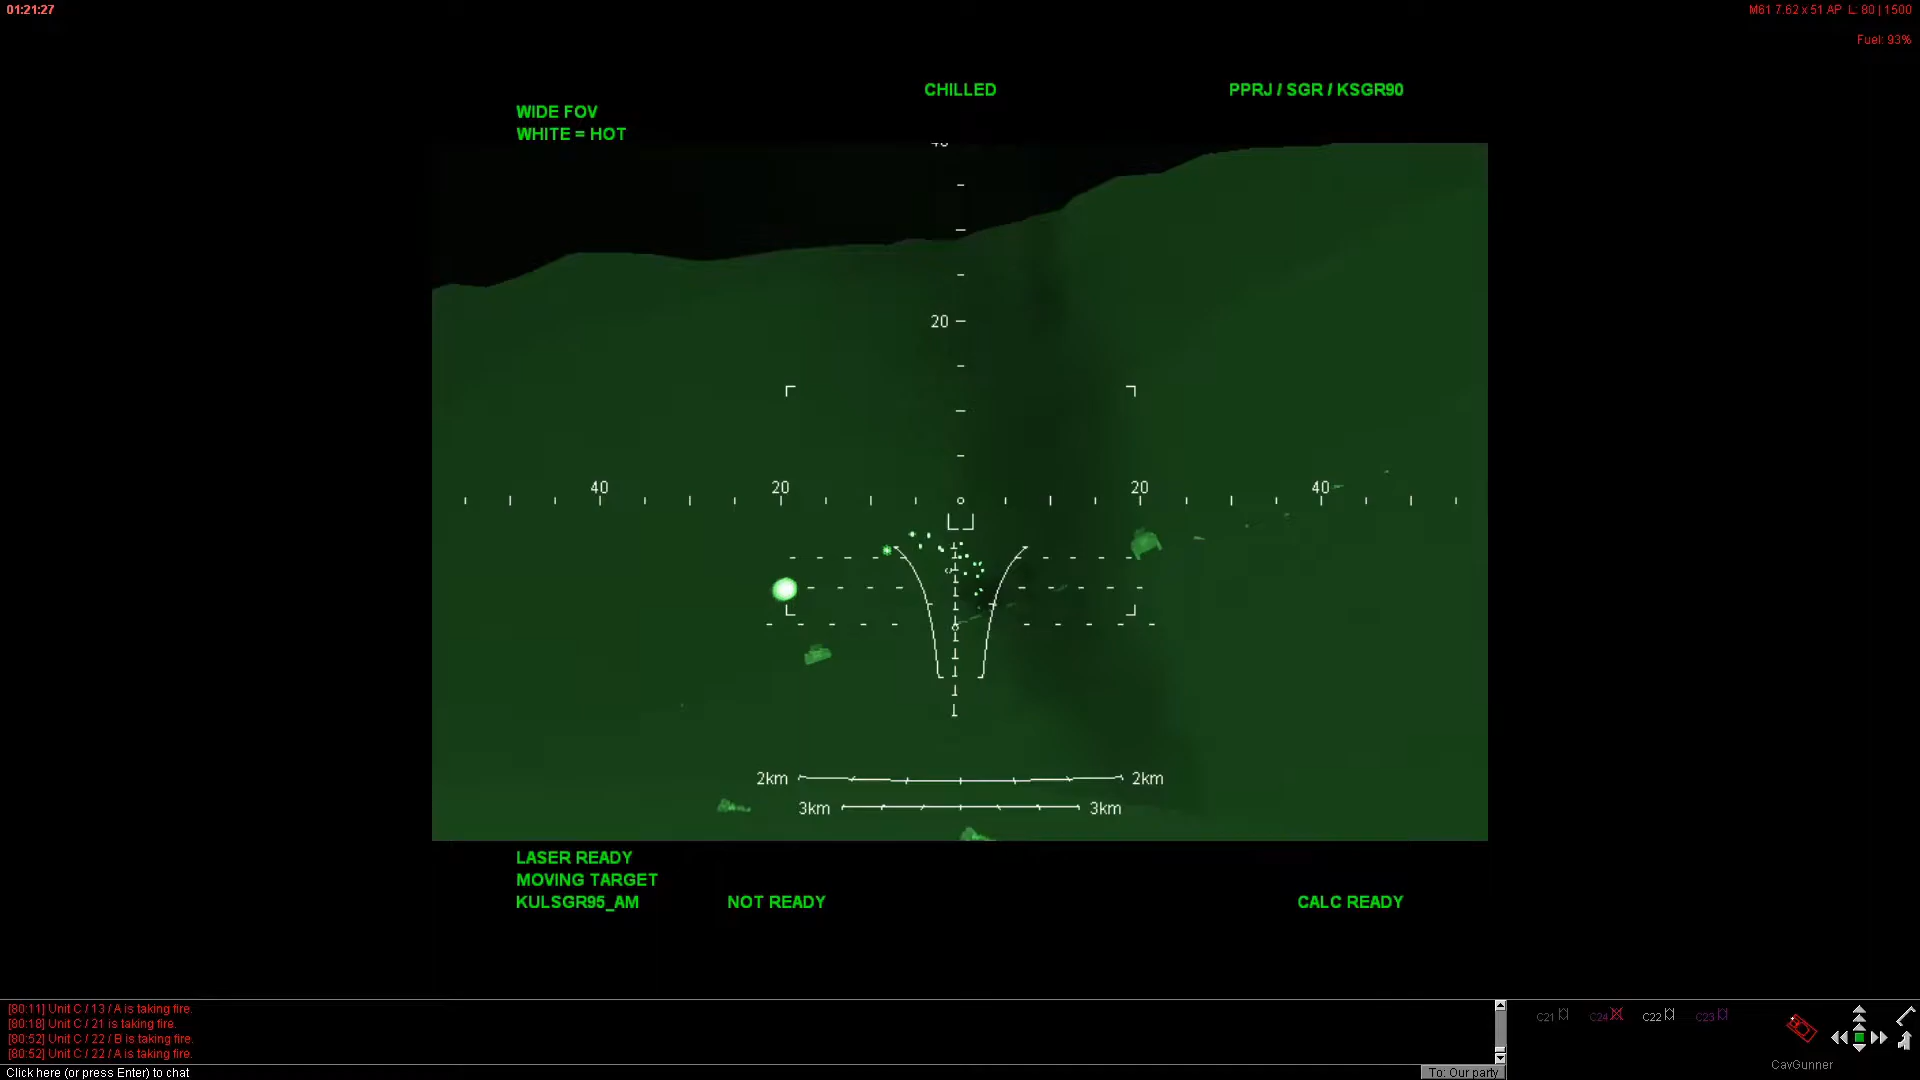 01:21:27
M61 7.62 x 51 AP L: 80 | 1500
Fuel: 93%
CHILLED
PPRJ / SGR / KSGR90
WIDE FOV
WHITE = HOT
40
20
40 20 20 40
2km 2km
3km 3km
LASER READY
MOVING TARGET
KULSGR95_AM NOT READY CALC READY
[80:11] Unit C / 13 / A is taking fire.
[80:18] Unit C / 21 is taking fire.
[80:52] Unit C / 22 / B is taking fire.
[80:52] Unit C / 22 / A is taking fire.
Click here (or press Enter) to chat
To: Our party
C21 C24 C22 C23
CavGunner